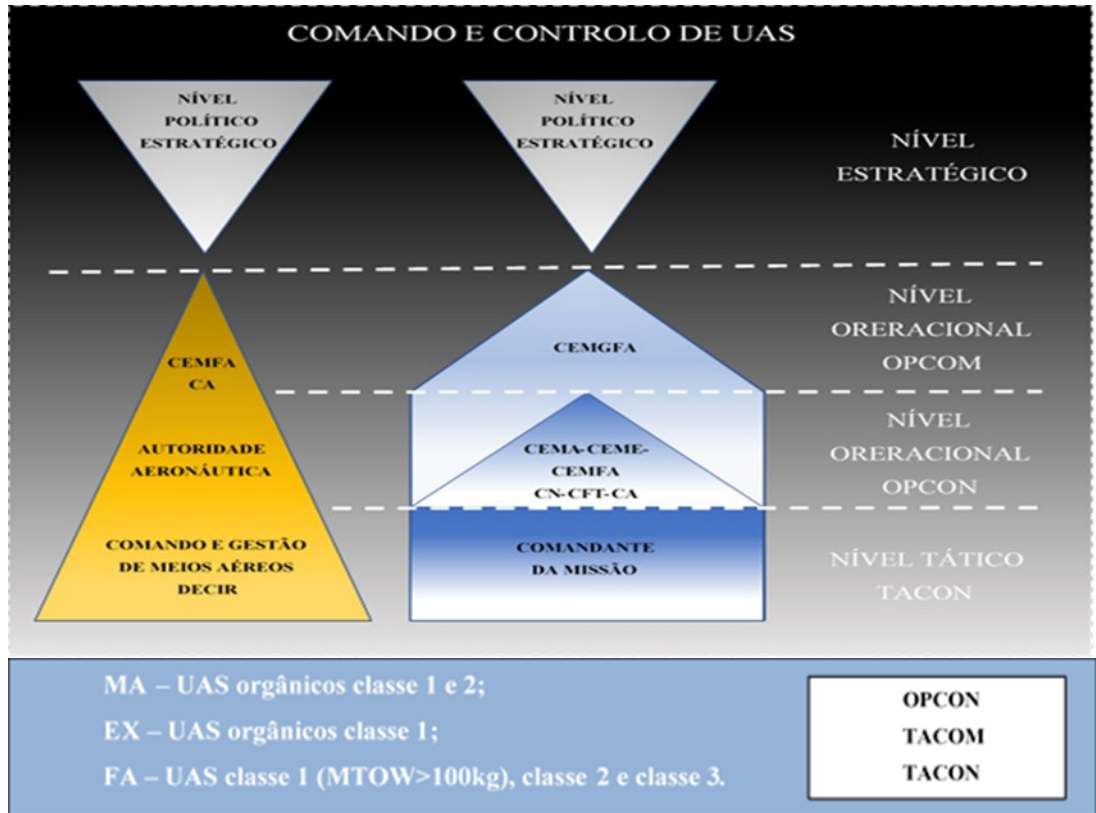 COMANDO E CONTROLO DE UAS
NÍVEL
POLÍTICO
ESTRATÉGICO
NÍVEL
POLÍTICO
ESTRATÉGICO
NÍVEL
ESTRATÉGICO
CEMFA
CA
AUTORIDADE
AERONÁUTICA
COMANDO E GESTÃO
DE MEIOS AÉREOS
DECIR
CEMGFA
NÍVEL
ORERACIONAL
OPCOM
CEMA-CEME-
CEMFA
CN-CFT-CA
NÍVEL
ORERACIONAL
OPCON
COMANDANTE
DA MISSÃO
NÍVEL TÁTICO
TACON
MA – UAS orgânicos classe 1 e 2;
EX – UAS orgânicos classe 1;
FA – UAS classe 1 (MTOW>100kg), classe 2 e classe 3.
OPCON
TACOM
TACON